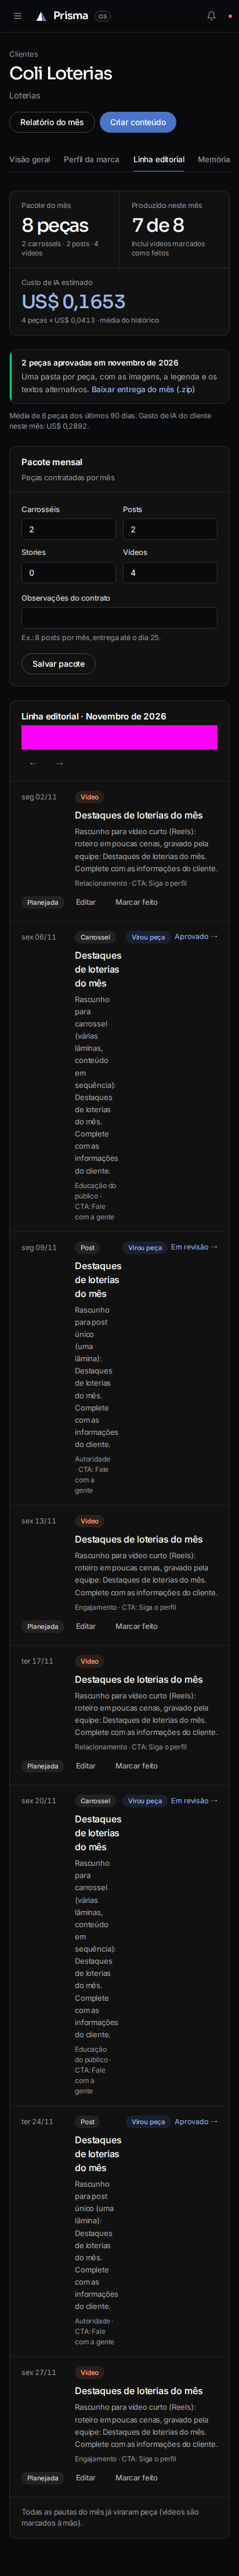 Prisma OS
Clientes
Coli Loterias
Loterias
Relatório do mês
Criar conteúdo
Visão geral
Perfil da marca
Linha editorial
Memória
Pacote do mês
8 peças
2 carrosséis · 2 posts · 4
vídeos
Produzido neste mês
7 de 8
Inclui vídeos marcados
como feitos
Custo de IA estimado
US$ 0,1653
4 peças × US$ 0,0413 · média do histórico
2 peças aprovadas em novembro de 2026
Uma pasta por peça, com as imagens, a legenda e os
textos alternativos. Baixar entrega do mês (.zip)
Média de 6 peças dos últimos 90 dias. Gasto de IA do cliente
neste mês: US$ 0,2892.
Pacote mensal
Peças contratadas por mês
Carrosséis
Posts
2
2
Stories
Vídeos
0
4
Observações do contrato
Ex.: 8 posts por mês, entrega até o dia 25.
Salvar pacote
Linha editorial · Novembro de 2026
← →
seg 02/11
Vídeo
Destaques de loterias do mês
Rascunho para vídeo curto (Reels):
roteiro em poucas cenas, gravado pela
equipe: Destaques de loterias do mês.
Complete com as informações do cliente.
Relacionamento · CTA: Siga o perfil
Planejada
Editar
Marcar feito
sex 06/11
Carrossel
Virou peça
Aprovado →
Destaques
de loterias
do mês
Rascunho
para
carrossel
(várias
lâminas,
conteúdo
em
sequência):
Destaques
de loterias
do mês.
Complete
com as
informações
do cliente.
Educação do
público ·
CTA: Fale
com a gente
seg 09/11
Post
Virou peça
Em revisão →
Destaques
de loterias
do mês
Rascunho
para post
único
(uma
lâmina):
Destaques
de loterias
do mês.
Complete
com as
informações
do cliente.
Autoridade
· CTA: Fale
com a
gente
sex 13/11
Vídeo
Destaques de loterias do mês
Rascunho para vídeo curto (Reels):
roteiro em poucas cenas, gravado pela
equipe: Destaques de loterias do mês.
Complete com as informações do cliente.
Engajamento · CTA: Siga o perfil
Planejada
Editar
Marcar feito
ter 17/11
Vídeo
Destaques de loterias do mês
Rascunho para vídeo curto (Reels):
roteiro em poucas cenas, gravado pela
equipe: Destaques de loterias do mês.
Complete com as informações do cliente.
Relacionamento · CTA: Siga o perfil
Planejada
Editar
Marcar feito
sex 20/11
Carrossel
Virou peça
Em revisão →
Destaques
de loterias
do mês
Rascunho
para
carrossel
(várias
lâminas,
conteúdo
em
sequência):
Destaques
de loterias
do mês.
Complete
com as
informações
do cliente.
Educação
do público ·
CTA: Fale
com a
gente
ter 24/11
Post
Virou peça
Aprovado →
Destaques
de loterias
do mês
Rascunho
para post
único (uma
lâmina):
Destaques
de loterias
do mês.
Complete
com as
informações
do cliente.
Autoridade ·
CTA: Fale
com a gente
sex 27/11
Vídeo
Destaques de loterias do mês
Rascunho para vídeo curto (Reels):
roteiro em poucas cenas, gravado pela
equipe: Destaques de loterias do mês.
Complete com as informações do cliente.
Engajamento · CTA: Siga o perfil
Planejada
Editar
Marcar feito
Todas as pautas do mês já viraram peça (vídeos são
marcados à mão).